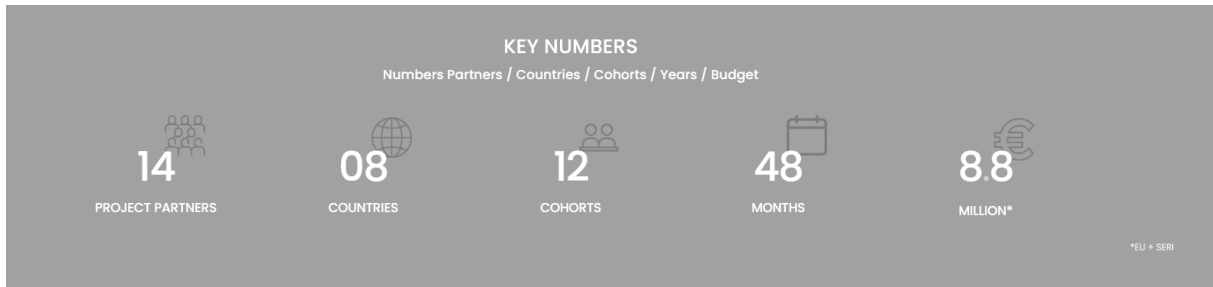 KEY NUMBERS
Numbers Partners / Countries / Cohorts / Years / Budget
14 08 12 48 8.8
PROJECT PARTNERS COUNTRIES COHORTS MONTHS MILLION*
*EU + SERI